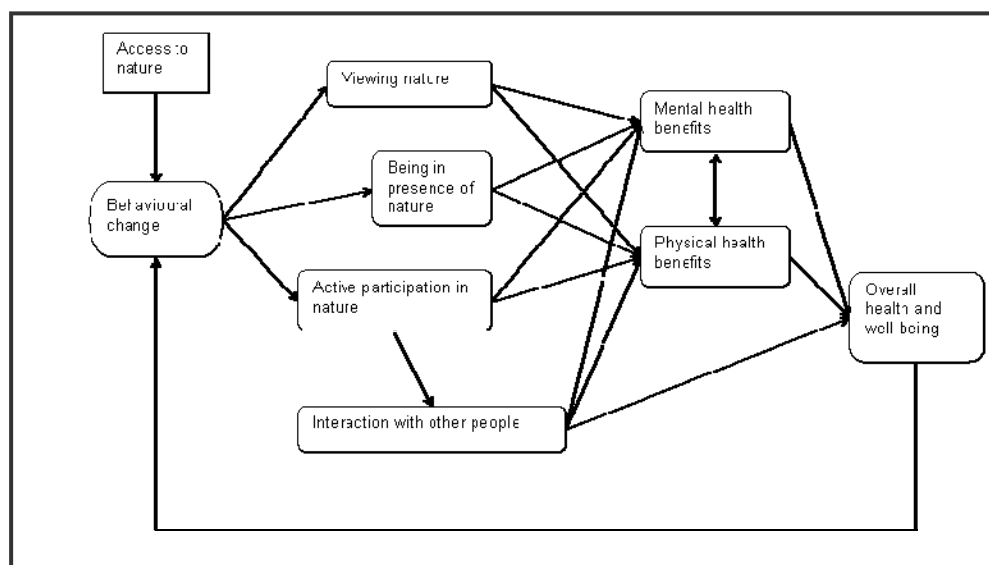 Access to
nature
Viewing nature
Mental health
benefits
Being in
presence of
nature
Behavioural
change
Physical health
benefits
Active participation in
nature
Overall
health and
well being
Interaction with other people